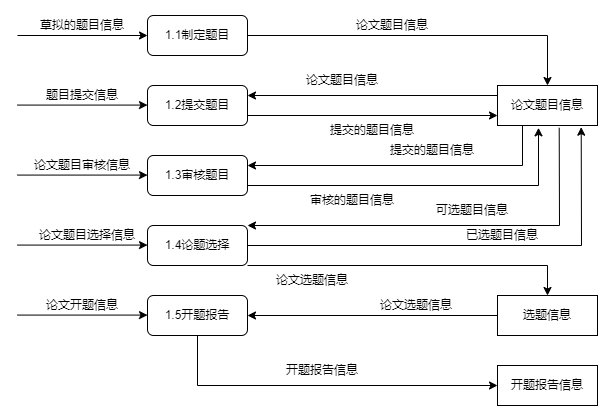 草拟的题目信息
1.1制定题目
论文题目信息
题目提交信息
1.2提交题目
论文题目信息
论文题目信息
提交的题目信息
提交的题目信息
论文题目审核信息
1.3审核题目
审核的题目信息
可选题目信息
论文题目选择信息
1.4论题选择
已选题目信息
论文选题信息
论文开题信息
1.5开题报告
论文选题信息
选题信息
开题报告信息
开题报告信息